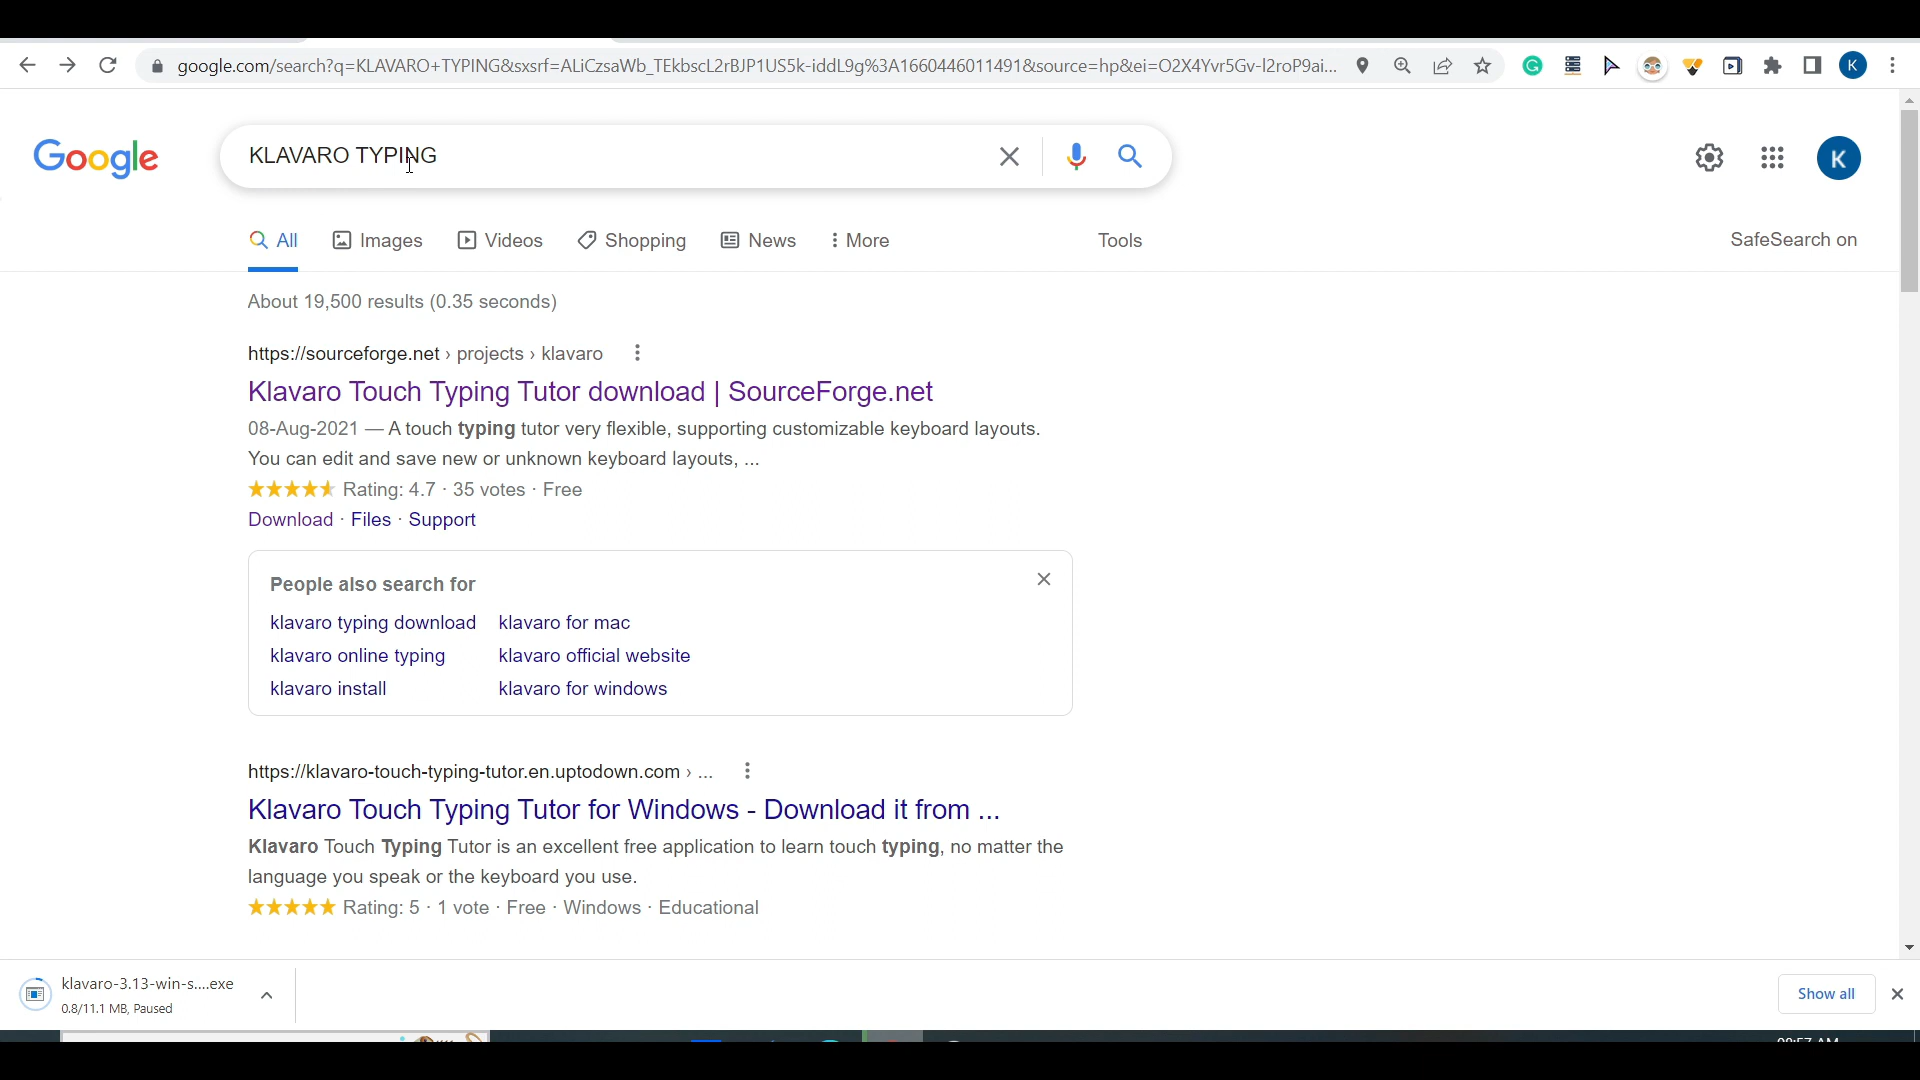 google.com/search?q=KLAVARO+TYPING&sxsrf=ALiCzsaWb_TEkbscL2rBJP1US5k-iddL9g%3A1660446011491&source=hp&ei=O2X4Yvr5Gv-l2roP9ai...
K
Google
KLAVARO TYPING
K
All
Images
Videos
Shopping
News
More
Tools
SafeSearch on
About 19,500 results (0.35 seconds)
https://sourceforge.net › projects › klavaro
Klavaro Touch Typing Tutor download | SourceForge.net
08-Aug-2021 — A touch typing tutor very flexible, supporting customizable keyboard layouts.
You can edit and save new or unknown keyboard layouts, ...
Rating: 4.7 · 35 votes · Free
Download · Files · Support
People also search for
klavaro typing download klavaro for mac
klavaro online typing klavaro official website
klavaro install klavaro for windows
https://klavaro-touch-typing-tutor.en.uptodown.com › ...
Klavaro Touch Typing Tutor for Windows - Download it from ...
Klavaro Touch Typing Tutor is an excellent free application to learn touch typing, no matter the
language you speak or the keyboard you use.
Rating: 5 · 1 vote · Free · Windows · Educational
klavaro-3.13-win-s....exe
0.8/11.1 MB, Paused
Show all